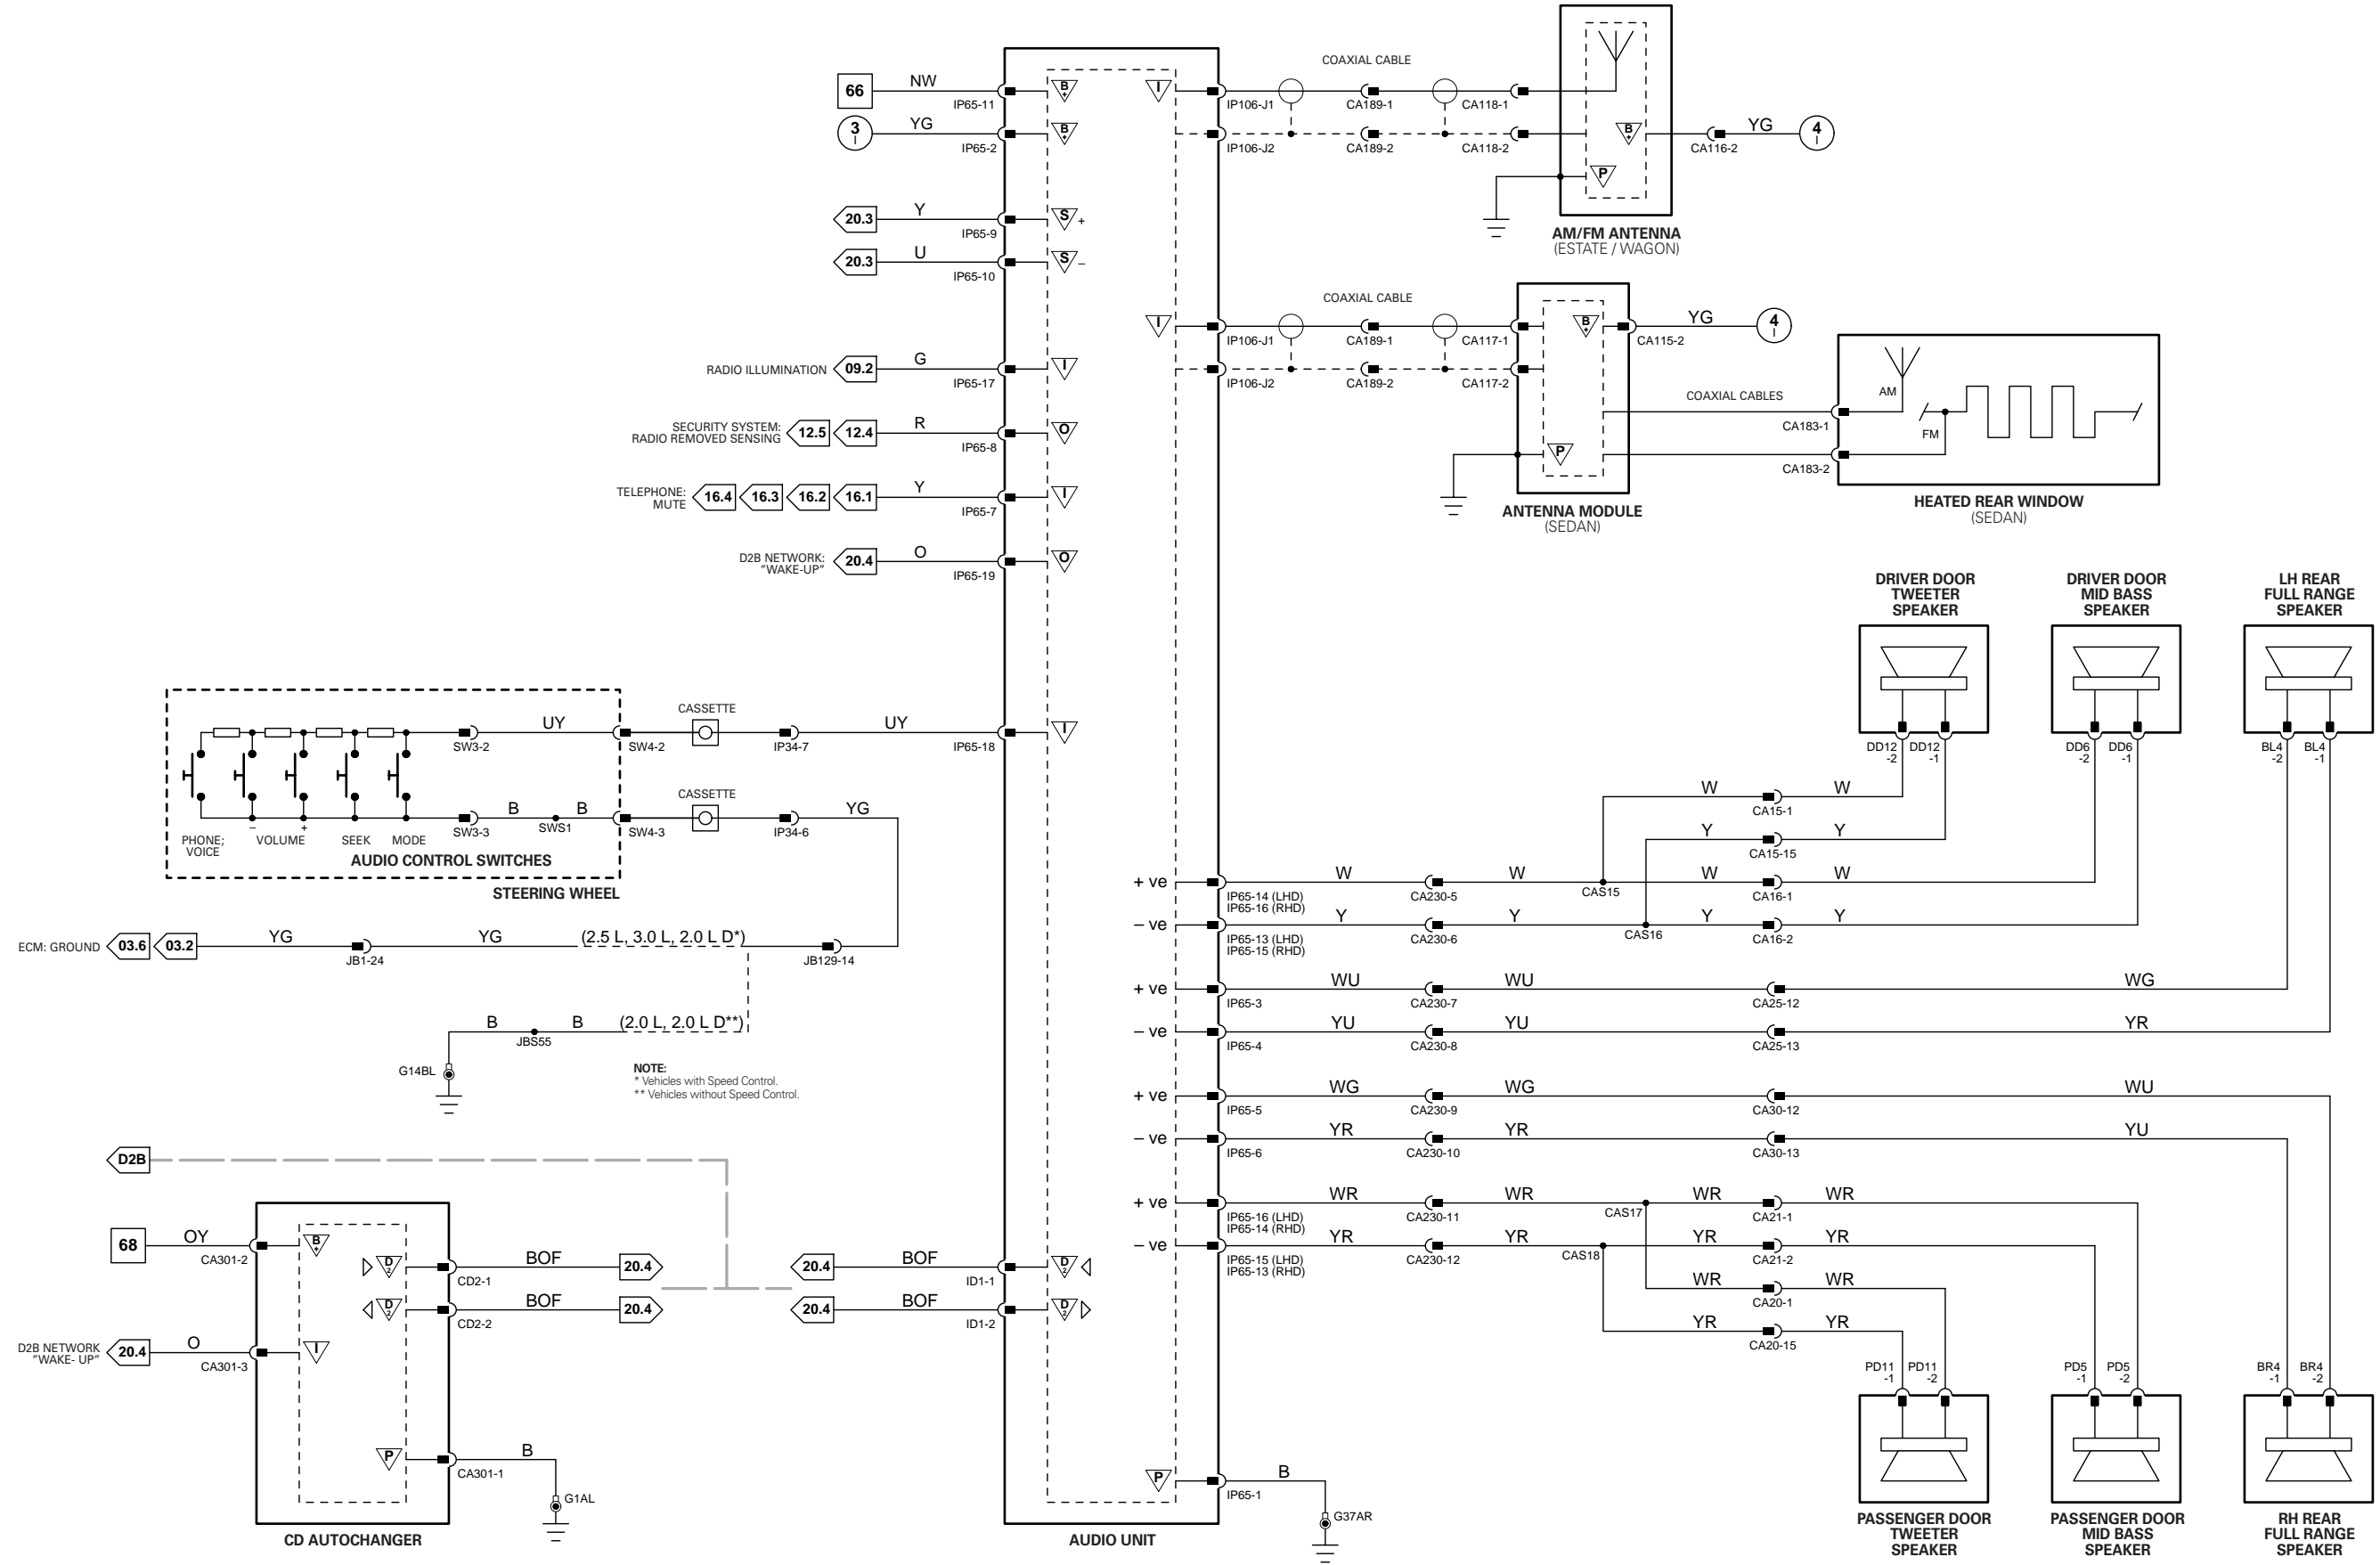 COAXIAL CABLE
66
NW
IP65-11
B
+
I
IP106-J1
CA189-1
CA118-1
3
I
YG
IP65-2
B
+
IP106-J2
CA189-2
CA118-2
B
+
CA116-2
YG
4
I
P
AM/FM ANTENNA
(ESTATE / WAGON)
20.3
Y
IP65-9
S
+
20.3
U
IP65-10
S
–
COAXIAL CABLE
I
IP106-J1
CA189-1
CA117-1
B
+
CA115-2
YG
4
I
RADIO ILLUMINATION
09.2
G
IP65-17
I
IP106-J2
CA189-2
CA117-2
COAXIAL CABLES
AM
FM
CA183-1
CA183-2
P
ANTENNA MODULE
(SEDAN)
HEATED REAR WINDOW
(SEDAN)
SECURITY SYSTEM:
RADIO REMOVED SENSING
12.5
12.4
R
IP65-8
O
TELEPHONE:
MUTE
16.4
16.3
16.2
16.1
Y
IP65-7
I
D2B NETWORK:
"WAKE-UP"
20.4
O
IP65-19
O
DRIVER DOOR
TWEETER
SPEAKER
DRIVER DOOR
MID BASS
SPEAKER
LH REAR
FULL RANGE
SPEAKER
DD12
-2
DD12
-1
DD6
-2
DD6
-1
BL4
-2
BL4
-1
CASSETTE
SW3-2
UY
SW4-2
IP34-7
UY
IP65-18
I
CASSETTE
SW3-3
B
SWS1
B
SW4-3
IP34-6
YG
PHONE;
VOICE
–
+
VOLUME
SEEK
MODE
AUDIO CONTROL SWITCHES
STEERING WHEEL
W
CA15-1
W
Y
CA15-15
Y
+ ve
IP65-14 (LHD)
IP65-16 (RHD)
W
CA230-5
W
CAS15
W
CA16-1
W
– ve
IP65-13 (LHD)
IP65-15 (RHD)
Y
CA230-6
Y
CAS16
Y
CA16-2
Y
ECM: GROUND
03.6
03.2
YG
JB1-24
YG
(2.5 L, 3.0 L, 2.0 L D*)
JB129-14
+ ve
IP65-3
WU
CA230-7
WU
CA25-12
WG
– ve
IP65-4
YU
CA230-8
YU
CA25-13
YR
B
JBS55
B
(2.0 L, 2.0 L D**)
G14BL
NOTE:
* Vehicles with Speed Control.
** Vehicles without Speed Control.
+ ve
IP65-5
WG
CA230-9
WG
CA30-12
WU
– ve
IP65-6
YR
CA230-10
YR
CA30-13
YU
D2B
+ ve
IP65-16 (LHD)
IP65-14 (RHD)
WR
CA230-11
WR
CAS17
WR
CA21-1
WR
– ve
IP65-15 (LHD)
IP65-13 (RHD)
YR
CA230-12
YR
CAS18
YR
CA21-2
YR
WR
CA20-1
WR
YR
CA20-15
YR
68
OY
CA301-2
B
+
D
2
CD2-1
BOF
20.4
20.4
BOF
ID1-1
D
2
D
2
CD2-2
BOF
20.4
20.4
BOF
ID1-2
D
2
D2B NETWORK
"WAKE- UP"
20.4
O
CA301-3
I
P
CA301-1
B
G1AL
CD AUTOCHANGER
P
IP65-1
B
G37AR
AUDIO UNIT
PD11
-1
PD11
-2
PD5
-1
PD5
-2
BR4
-1
BR4
-2
PASSENGER DOOR
TWEETER
SPEAKER
PASSENGER DOOR
MID BASS
SPEAKER
RH REAR
FULL RANGE
SPEAKER